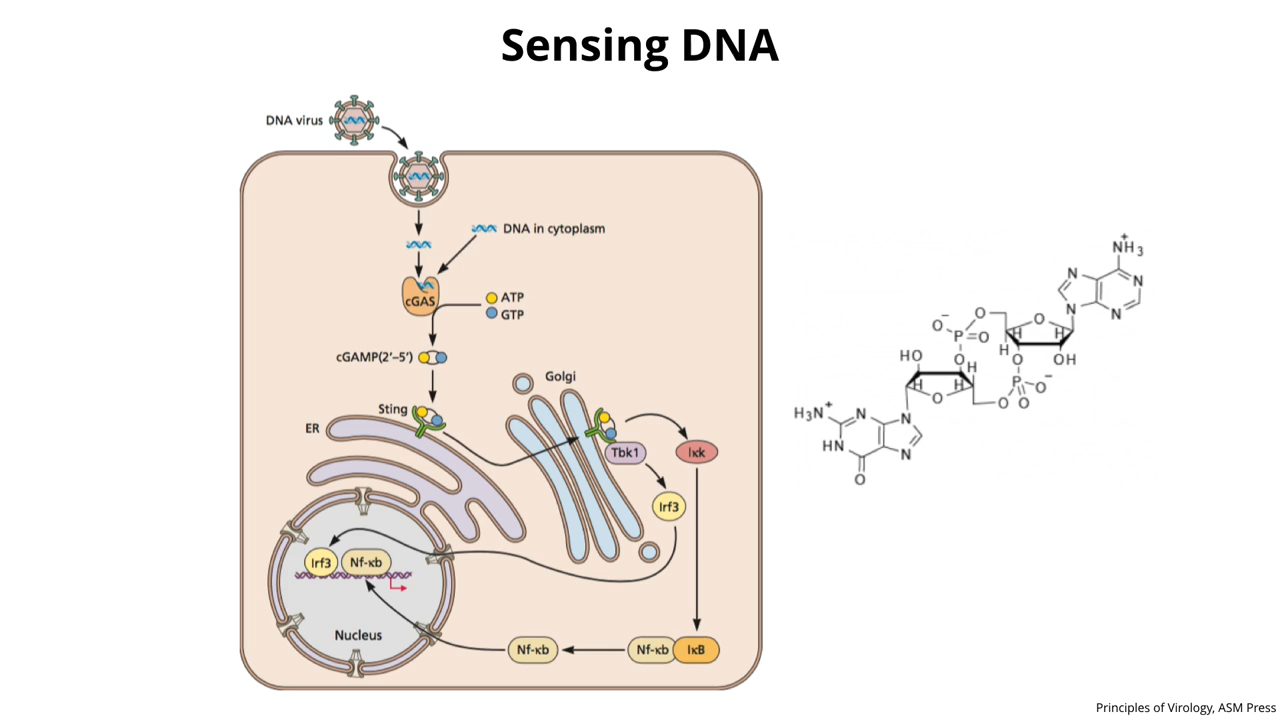 Sensing DNA
DNA virus
DNA in cytoplasm
cGAS
ATP
GTP
cGAMP(2′–5′)
Golgi
Sting
ER
Tbk1
Iκk
Irf3
Irf3
Nf-κb
Nucleus
Nf-κb
Nf-κb
IκB
+
NH3
N
N
N
N
O
O
−
O
P
=O
H
H
H
O
OH
HO
O
H
P
−
O
O
H
H
O
O
H3N
+
N
N
HN
N
O
Principles of Virology, ASM Press